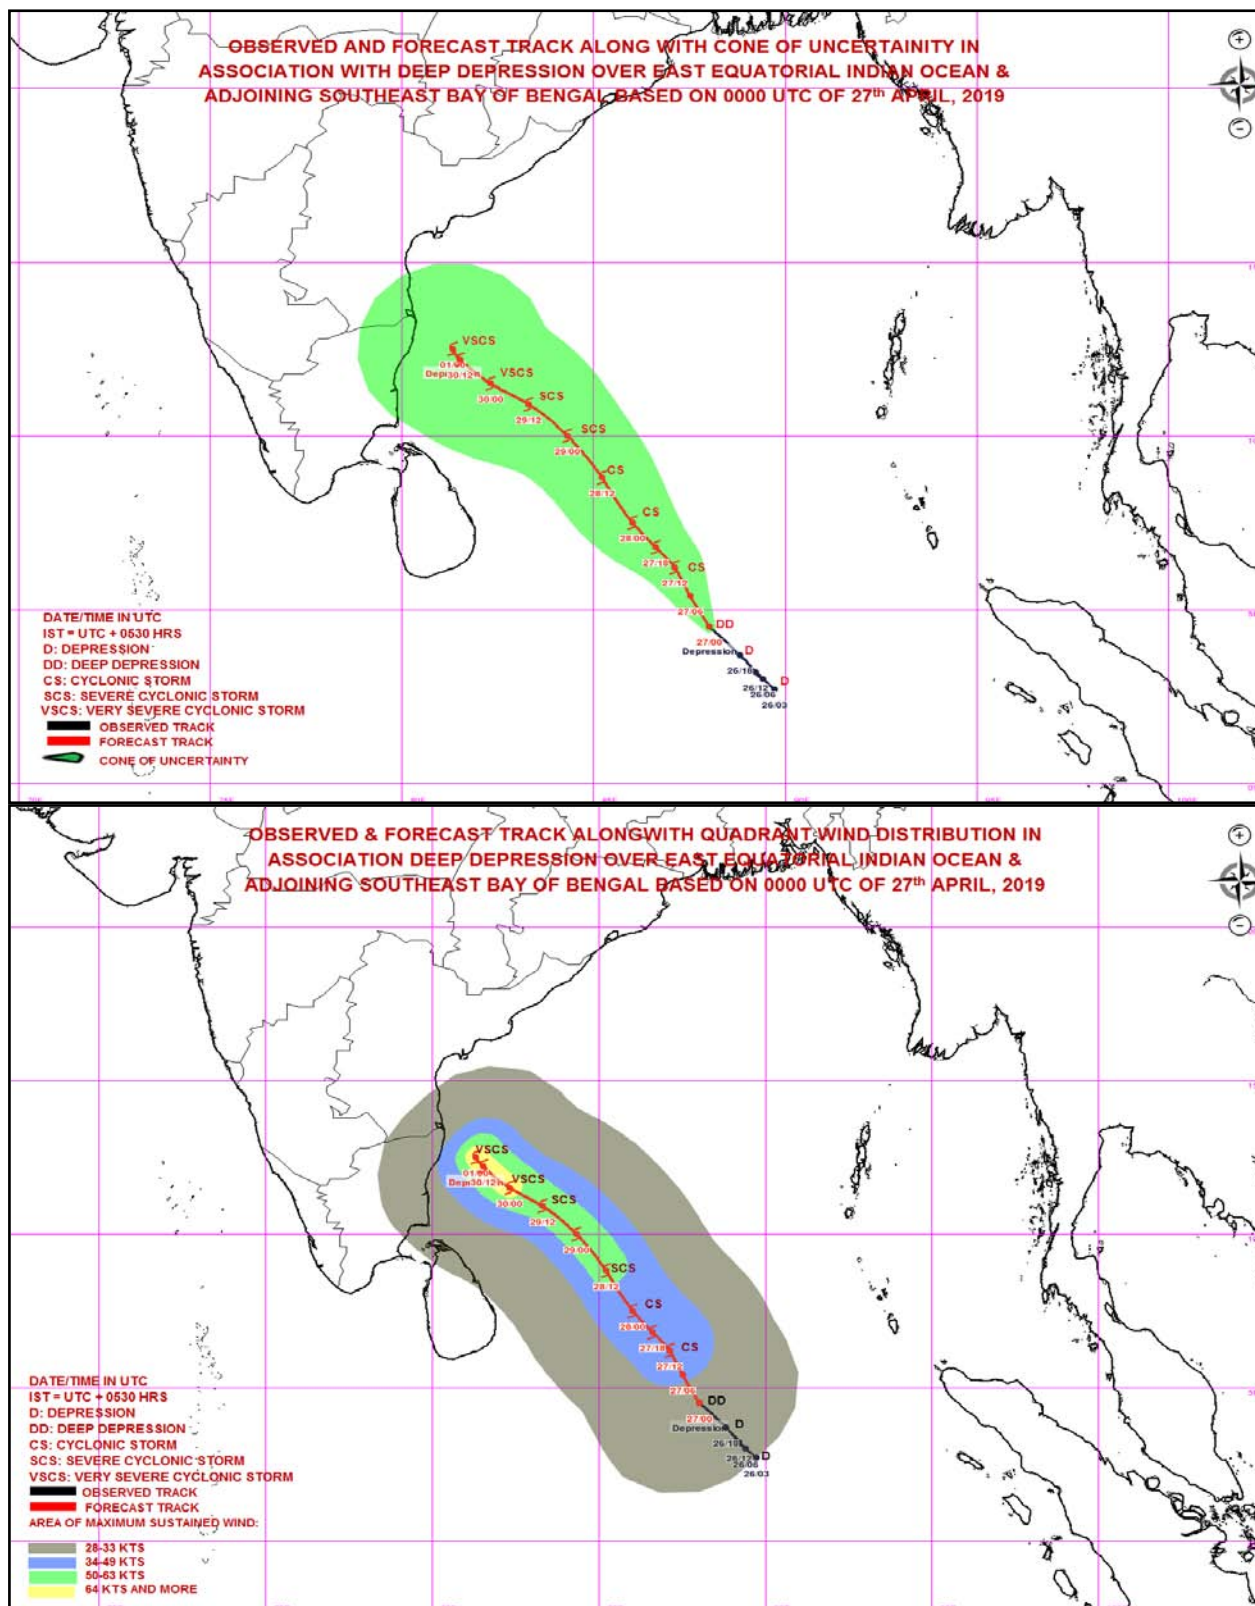 OBSERVED AND FORECAST TRACK ALONG WITH CONE OF UNCERTAINITY IN
ASSOCIATION WITH DEEP DEPRESSION OVER EAST EQUATORIAL INDIAN OCEAN &
ADJOINING SOUTHEAST BAY OF BENGAL BASED ON 0000 UTC OF 27th APRIL, 2019
VSCS
30/12
VSCS
30/00
SCS
29/12
SCS
29/00
CS
28/12
CS
28/00
27/18
CS
27/12
27/06
DD
27/00
Depression
D
26/18
26/12
D
26/06
26/03
DATE/TIME IN UTC
IST = UTC + 0530 HRS
D: DEPRESSION
DD: DEEP DEPRESSION
CS: CYCLONIC STORM
SCS: SEVERE CYCLONIC STORM
VSCS: VERY SEVERE CYCLONIC STORM
OBSERVED TRACK
FORECAST TRACK
CONE OF UNCERTAINTY
OBSERVED & FORECAST TRACK ALONGWITH QUADRANT WIND DISTRIBUTION IN
ASSOCIATION DEEP DEPRESSION OVER EAST EQUATORIAL INDIAN OCEAN &
ADJOINING SOUTHEAST BAY OF BENGAL BASED ON 0000 UTC OF 27th APRIL, 2019
VSCS
30/12
VSCS
30/00
SCS
29/12
29/00
SCS
28/12
CS
27/18
CS
27/12
27/06
DD
27/00
Depression
D
26/18
26/12
D
26/06
26/03
DATE/TIME IN UTC
IST = UTC + 0530 HRS
D: DEPRESSION
DD: DEEP DEPRESSION
CS: CYCLONIC STORM
SCS: SEVERE CYCLONIC STORM
VSCS: VERY SEVERE CYCLONIC STORM
OBSERVED TRACK
FORECAST TRACK
AREA OF MAXIMUM SUSTAINED WIND:
28-33 KTS
34-49 KTS
50-63 KTS
64 KTS AND MORE